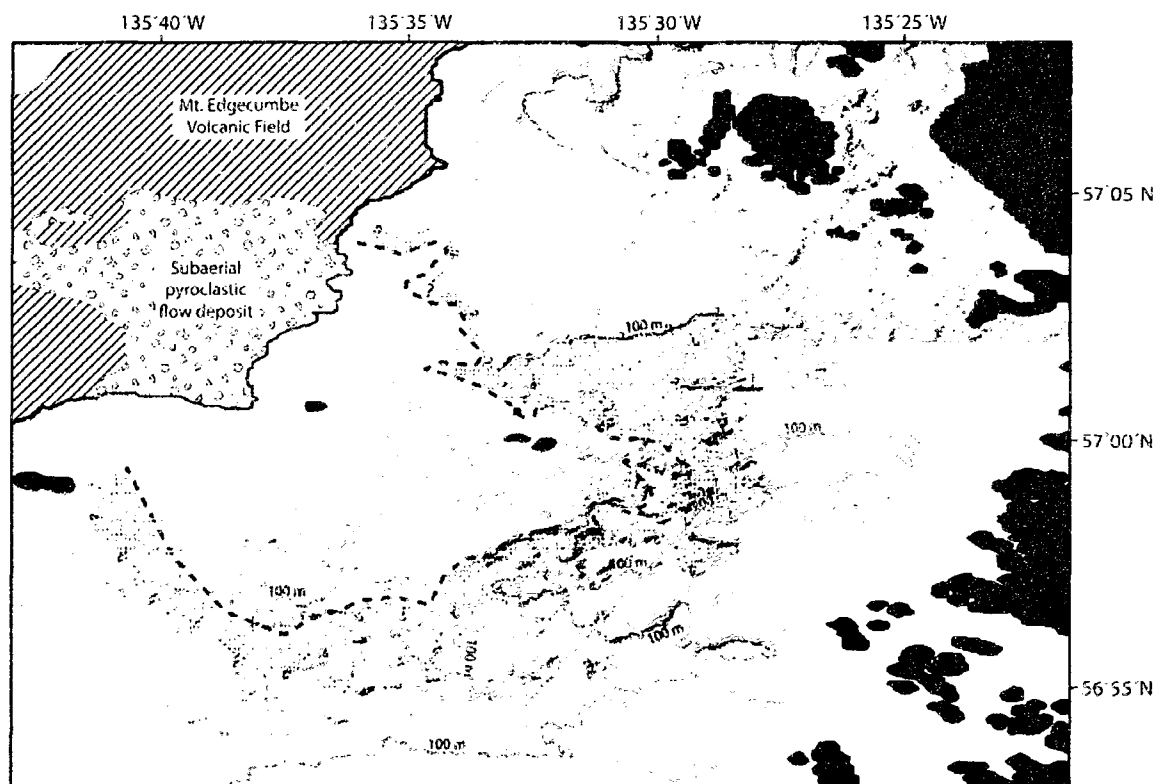 135°40´W
135°35´W
135°30´W
135°25´W
Mt. Edgecumbe
Volcanic Field
57°05´N
Subaerial
pyroclastic
flow deposit
100 m
100 m
57°00´N
100 m
100 m
100 m
100 m
56°55´N
100 m